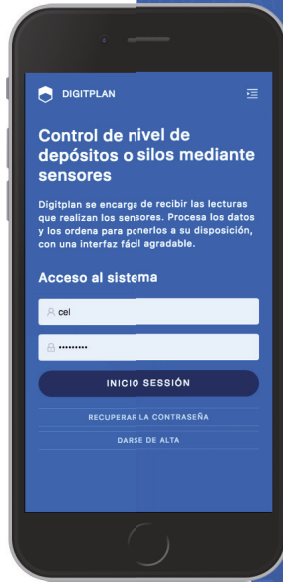 DIGITPLAN
Control de nivel de
depósitos o silos mediante
sensores
Digitplan se encarga de recibir las lecturas
que realizan los sensores. Procesa los datos
y los ordena para ponerlos a su disposición,
con una interfaz fácil agradable.
Acceso al sistema
cel
•••••••••
INICIO SESSIÓN
RECUPERAR LA CONTRASEÑA
DARSE DE ALTA